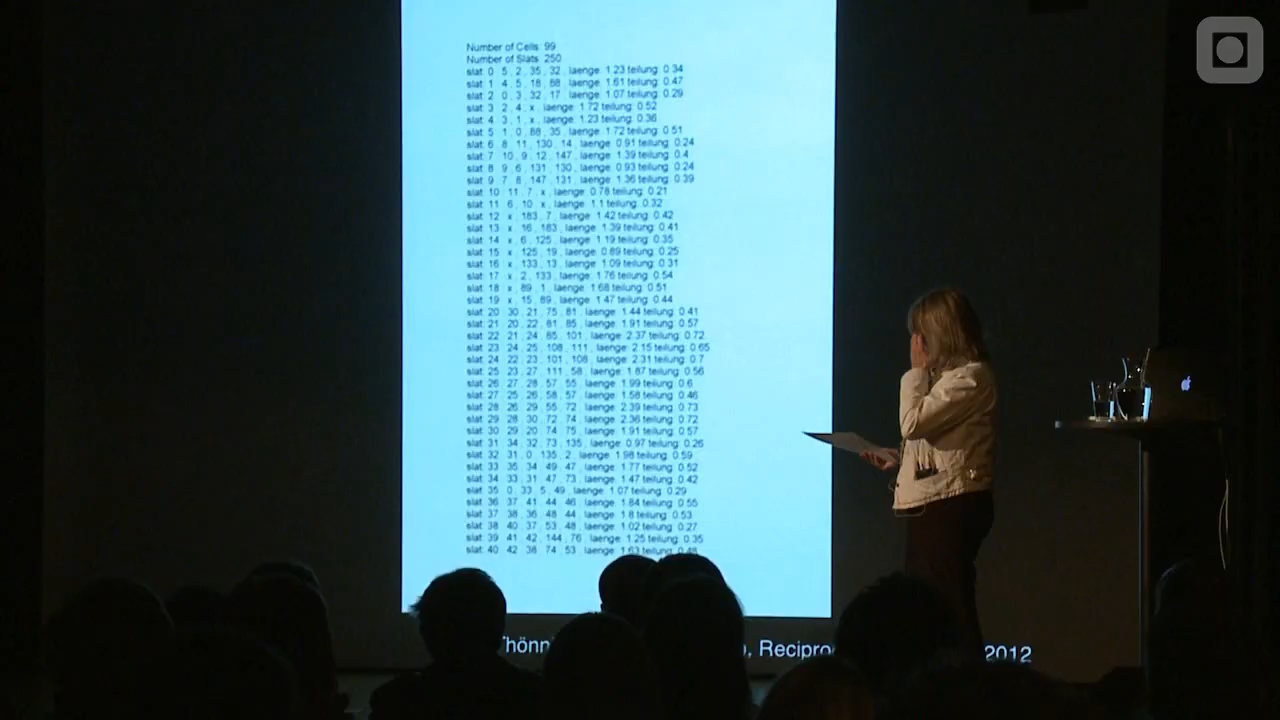 Number of Cells: 99
Number of Slats: 250
slat: 0 5 , 2 , 35 , 32 , laenge: 1.23 teilung: 0.34
slat: 1 4 , 5 , 18 , 88 , laenge: 1.61 teilung: 0.47
slat: 2 0 , 3 , 32 , 17 , laenge: 1.07 teilung: 0.29
slat: 3 2 , 4 , x , laenge: 1.72 teilung: 0.52
slat: 4 3 , 1 , x , laenge: 1.23 teilung: 0.36
slat: 5 1 , 0 , 88 , 35 , laenge: 1.72 teilung: 0.51
slat: 6 8 , 11 , 130 , 14 , laenge: 0.91 teilung: 0.24
slat: 7 10 , 9 , 12 , 147 , laenge: 1.39 teilung: 0.4
slat: 8 9 , 6 , 131 , 130 , laenge: 0.93 teilung: 0.24
slat: 9 7 , 8 , 147 , 131 , laenge: 1.36 teilung: 0.39
slat: 10 11 , 7 , x , laenge: 0.78 teilung: 0.21
slat: 11 6 , 10 , x , laenge: 1.1 teilung: 0.32
slat: 12 x , 183 , 7 , laenge: 1.42 teilung: 0.42
slat: 13 x , 16 , 183 , laenge: 1.39 teilung: 0.41
slat: 14 x , 6 , 125 , laenge: 1.19 teilung: 0.35
slat: 15 x , 125 , 19 , laenge: 0.89 teilung: 0.25
slat: 16 x , 133 , 13 , laenge: 1.09 teilung: 0.31
slat: 17 x , 2 , 133 , laenge: 1.76 teilung: 0.54
slat: 18 x , 89 , 1 , laenge: 1.68 teilung: 0.51
slat: 19 x , 15 , 89 , laenge: 1.47 teilung: 0.44
slat: 20 30 , 21 , 75 , 81 , laenge: 1.44 teilung: 0.41
slat: 21 20 , 22 , 81 , 85 , laenge: 1.91 teilung: 0.57
slat: 22 21 , 24 , 85 , 101 , laenge: 2.37 teilung: 0.72
slat: 23 24 , 25 , 108 , 111 , laenge: 2.15 teilung: 0.65
slat: 24 22 , 23 , 101 , 108 , laenge: 2.31 teilung: 0.7
slat: 25 23 , 27 , 111 , 58 , laenge: 1.87 teilung: 0.56
slat: 26 27 , 28 , 57 , 55 , laenge: 1.99 teilung: 0.6
slat: 27 25 , 26 , 58 , 57 , laenge: 1.58 teilung: 0.46
slat: 28 26 , 29 , 55 , 72 , laenge: 2.39 teilung: 0.73
slat: 29 28 , 30 , 72 , 74 , laenge: 2.36 teilung: 0.72
slat: 30 29 , 20 , 74 , 75 , laenge: 1.91 teilung: 0.57
slat: 31 34 , 32 , 73 , 135 , laenge: 0.97 teilung: 0.26
slat: 32 31 , 0 , 135 , 2 , laenge: 1.98 teilung: 0.59
slat: 33 35 , 34 , 49 , 47 , laenge: 1.77 teilung: 0.52
slat: 34 33 , 31 , 47 , 73 , laenge: 1.47 teilung: 0.42
slat: 35 0 , 33 , 5 , 49 , laenge: 1.07 teilung: 0.29
slat: 36 37 , 41 , 44 , 46 , laenge: 1.84 teilung: 0.55
slat: 37 38 , 36 , 48 , 44 , laenge: 1.8 teilung: 0.53
slat: 38 40 , 37 , 53 , 48 , laenge: 1.02 teilung: 0.27
slat: 39 41 , 42 , 144 , 76 , laenge: 1.25 teilung: 0.35
slat: 40 42 , 38 , 74 , 53 , laenge: 1.63 teilung: 0.48
2012